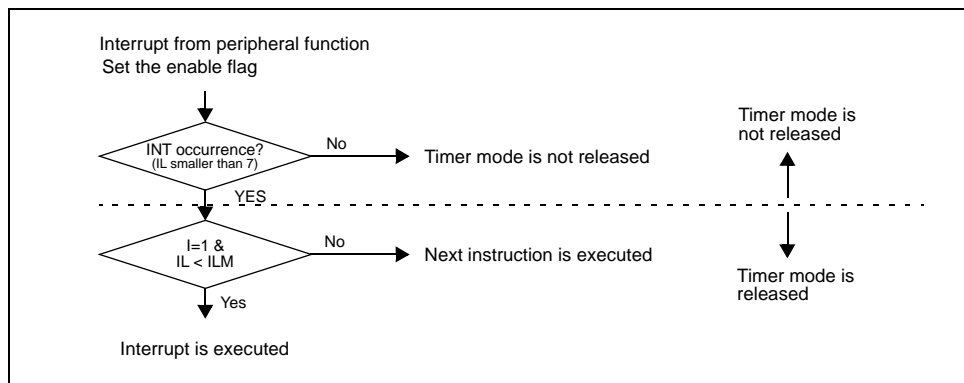 Interrupt from peripheral function
Set the enable flag
INT occurrence?
(IL smaller than 7)
No
Timer mode is not released
Timer mode is
not released
YES
I=1 &
IL < ILM
No
Next instruction is executed
Timer mode is
released
Yes
Interrupt is executed